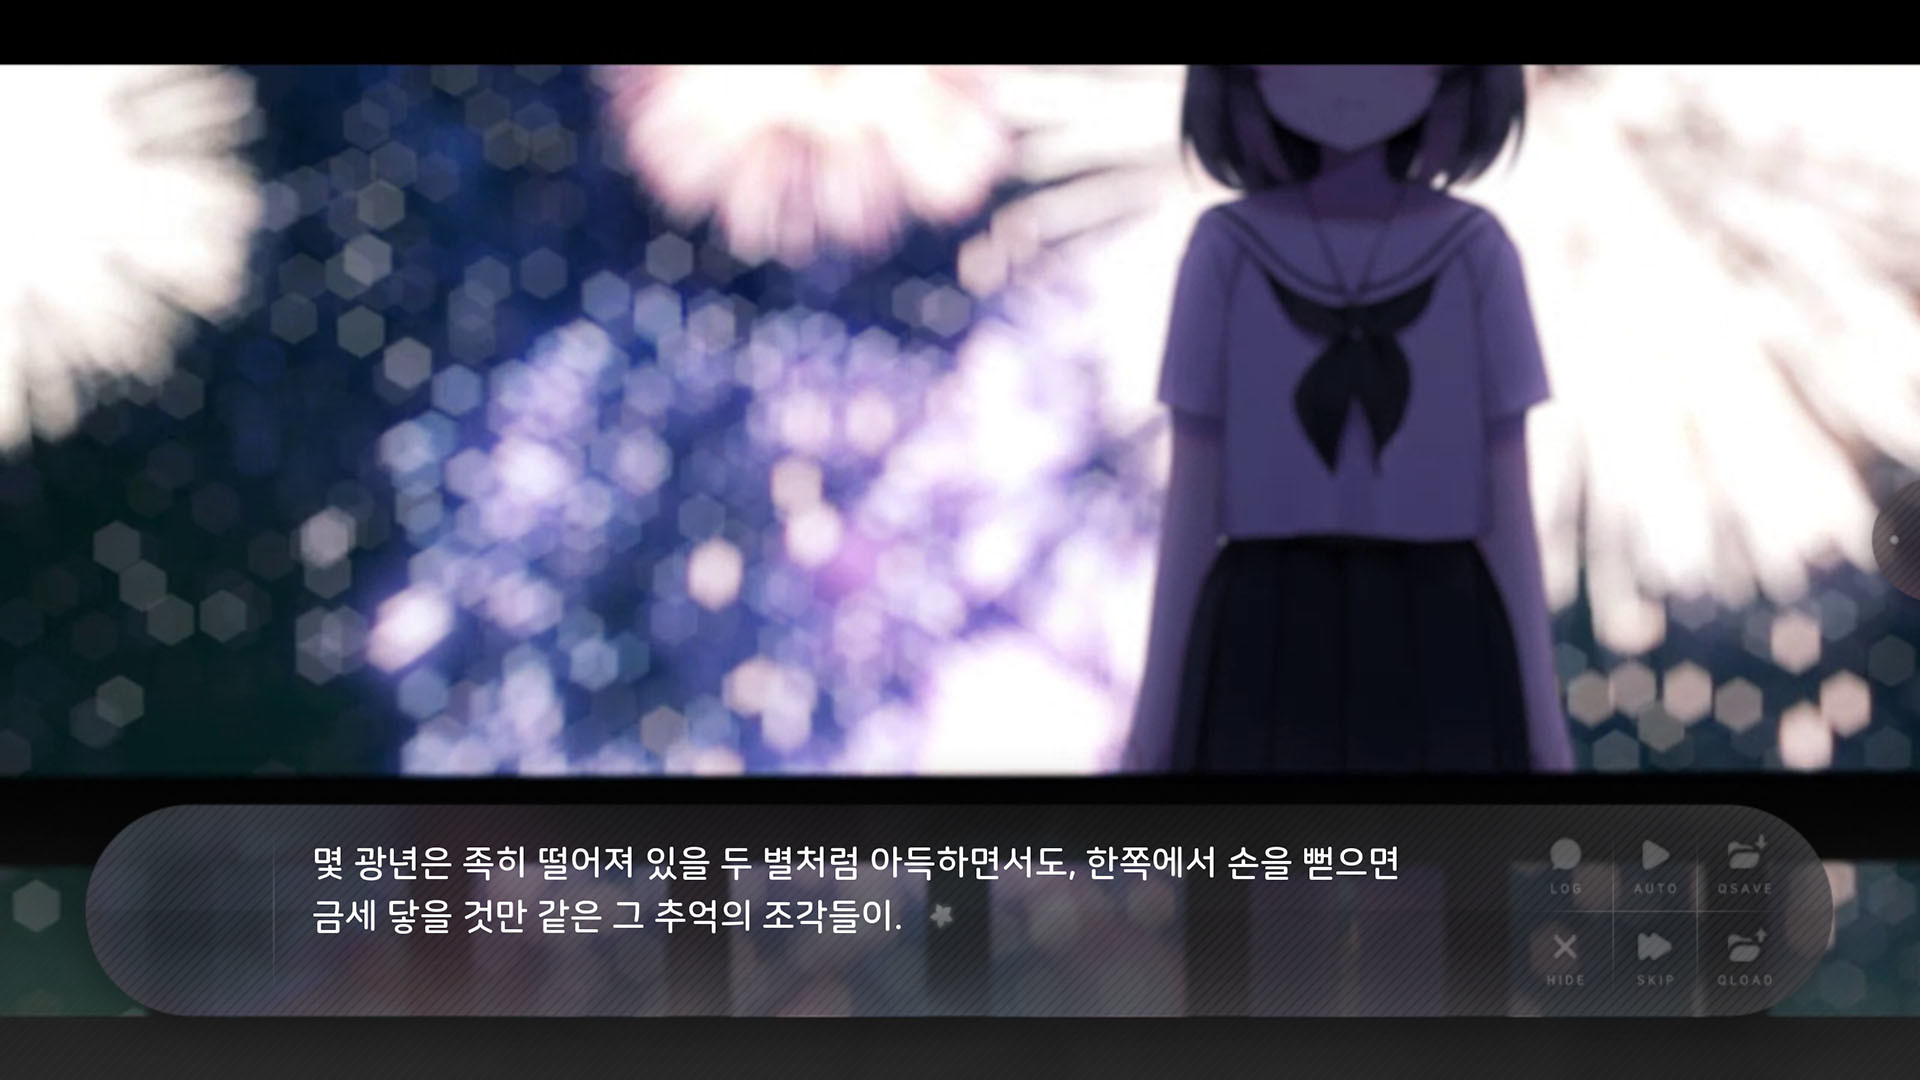 몇 광년은 족히 떨어져 있을 두 별처럼 아득하면서도, 한쪽에서 손을 뻗으면
금세 닿을 것만 같은 그 추억의 조각들이.
LOG AUTO QSAVE
HIDE SKIP QLOAD